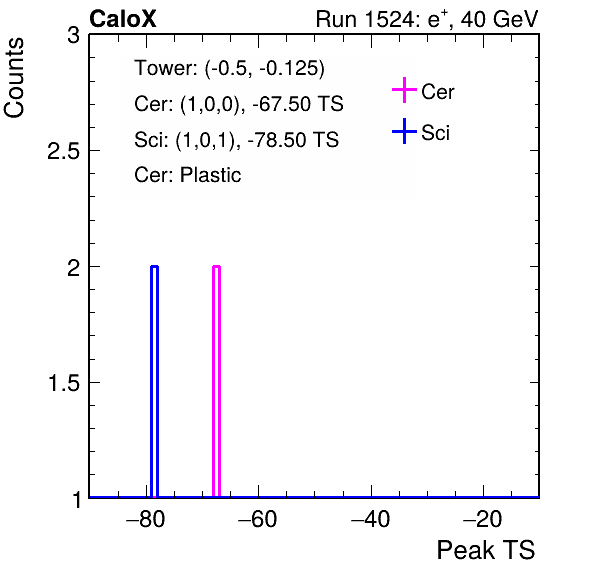 CaloX Run 1524: e⁺, 40 GeV
Counts
3
2.5
2
1.5
1
Tower: (-0.5, -0.125)
Cer: (1,0,0), -67.50 TS
Sci: (1,0,1), -78.50 TS
Cer: Plastic
Cer
Sci
−80 −60 −40 −20
Peak TS